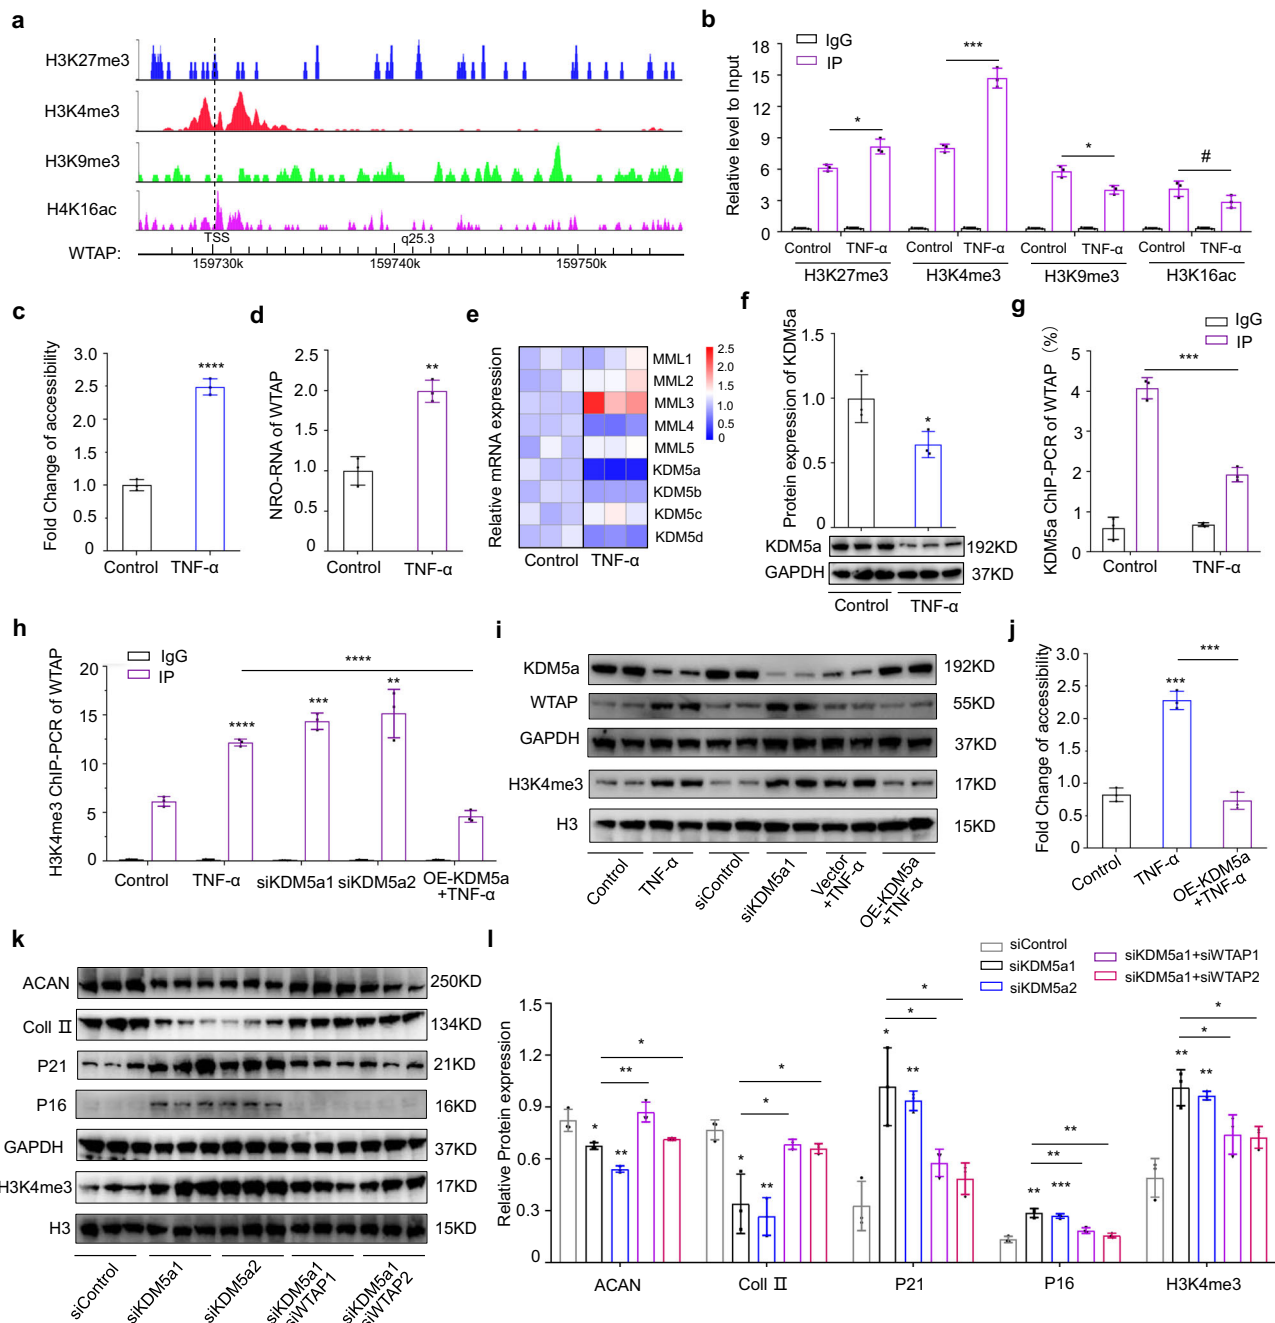 a
H3K27me3
H3K4me3
H3K9me3
H4K16ac
TSS
q25.3
WTAP:
159730k
159740k
159750k
b
IgG
IP
Relative level to Input
18
15
12
9
6
3
0
*
***
*
#
Control TNF-α Control TNF-α Control TNF-α Control TNF-α
H3K27me3 H3K4me3 H3K9me3 H3K16ac
c
Fold Change of accessibility
3.0
2.5
2.0
1.5
1.0
0.5
0
****
Control TNF-α
d
NRO-RNA of WTAP
2.5
2.0
1.5
1.0
0.5
0
**
Control TNF-α
e
Relative mRNA expression
MML1
MML2
MML3
MML4
MML5
KDM5a
KDM5b
KDM5c
KDM5d
2.5
2.0
1.5
1.0
0.5
0
Control TNF-α
f
Protein expression of KDM5a
1.5
1.0
0.5
0
*
KDM5a 192KD
GAPDH 37KD
Control TNF-α
g
IgG
IP
KDM5a ChIP-PCR of WTAP (%)
5
4
2
1
0
***
Control TNF-α
h
IgG
IP
H3K4me3 ChIP-PCR of WTAP
20
15
10
5
0
****
****
***
**
Control TNF-α siKDM5a1 siKDM5a2 OE-KDM5a
+TNF-α
i
KDM5a 192KD
WTAP 55KD
GAPDH 37KD
H3K4me3 17KD
H3 15KD
Control
TNF-α
siControl
siKDM5a1
Vector
+TNF-α
OE-KDM5a
+TNF-α
j
Fold Change of accessibility
3.0
2.5
2.0
1.0
0.5
0
***
***
Control
TNF-α
OE-KDM5a
+TNF-α
k
ACAN 250KD
Coll Ⅱ 134KD
P21 21KD
P16 16KD
GAPDH 37KD
H3K4me3 17KD
H3 15KD
siControl
siKDM5a1
siKDM5a2
siKDM5a1
siWTAP1
siKDM5a1
siWTAP2
l
siControl
siKDM5a1
siKDM5a2
siKDM5a1+siWTAP1
siKDM5a1+siWTAP2
Relative Protein expression
1.5
1.2
0.9
0.6
0.3
0
*
**
*
**
*
*
*
**
*
*
*
**
**
**
**
***
*
*
**
**
ACAN Coll Ⅱ P21 P16 H3K4me3